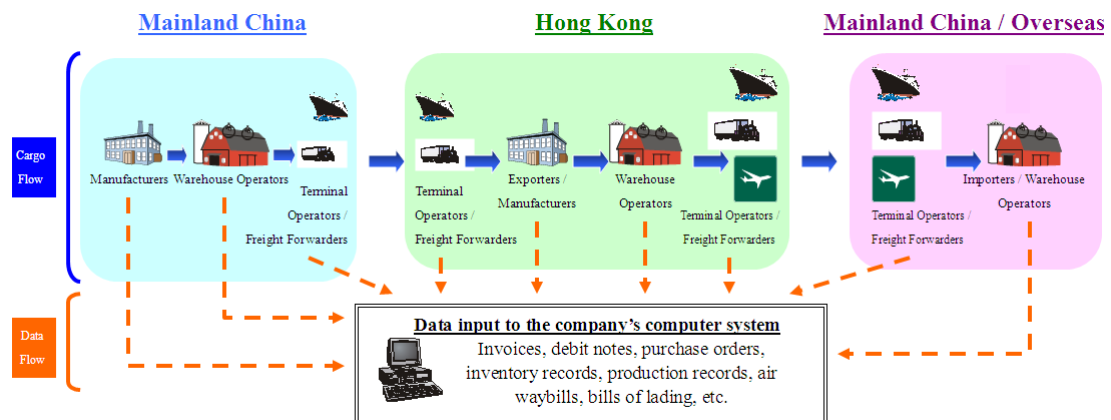 Mainland China
Hong Kong
Mainland China / Overseas
Cargo
Flow
Manufacturers
Warehouse Operators
Terminal
Operators /
Freight Forwarders
Terminal
Operators /
Freight Forwarders
Exporters /
Manufacturers
Warehouse
Operators
Terminal Operators /
Freight Forwarders
Terminal Operators /
Freight Forwarders
Importers / Warehouse
Operators
Data
Flow
Data input to the company's computer system
Invoices, debit notes, purchase orders,
inventory records, production records, air
waybills, bills of lading, etc.